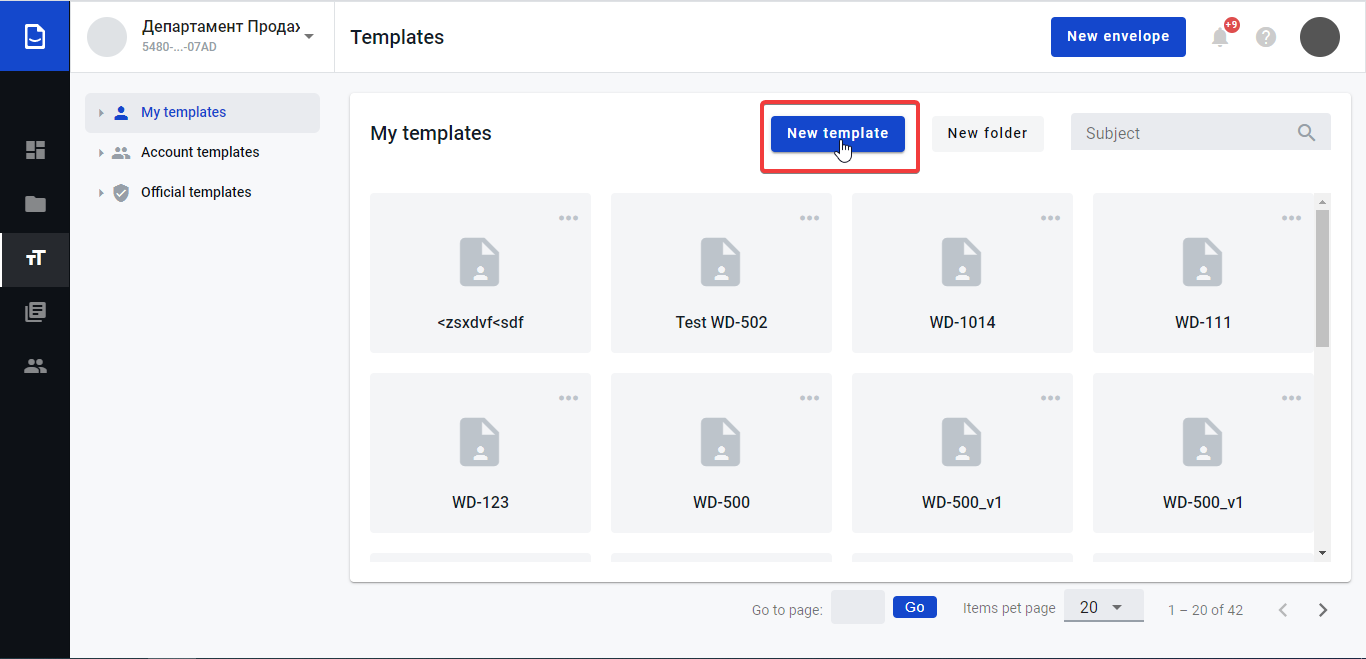 Департамент Прода
5480-...-07AD
Templates
New envelope
+9
My templates
Account templates
Official templates
My templates
New template
New folder
Subject
<zsxdvf<sdf
Test WD-502
WD-1014
WD-111
WD-123
WD-500
WD-500_v1
WD-500_v1
Go to page:
Go
Items pet page
20
1 – 20 of 42